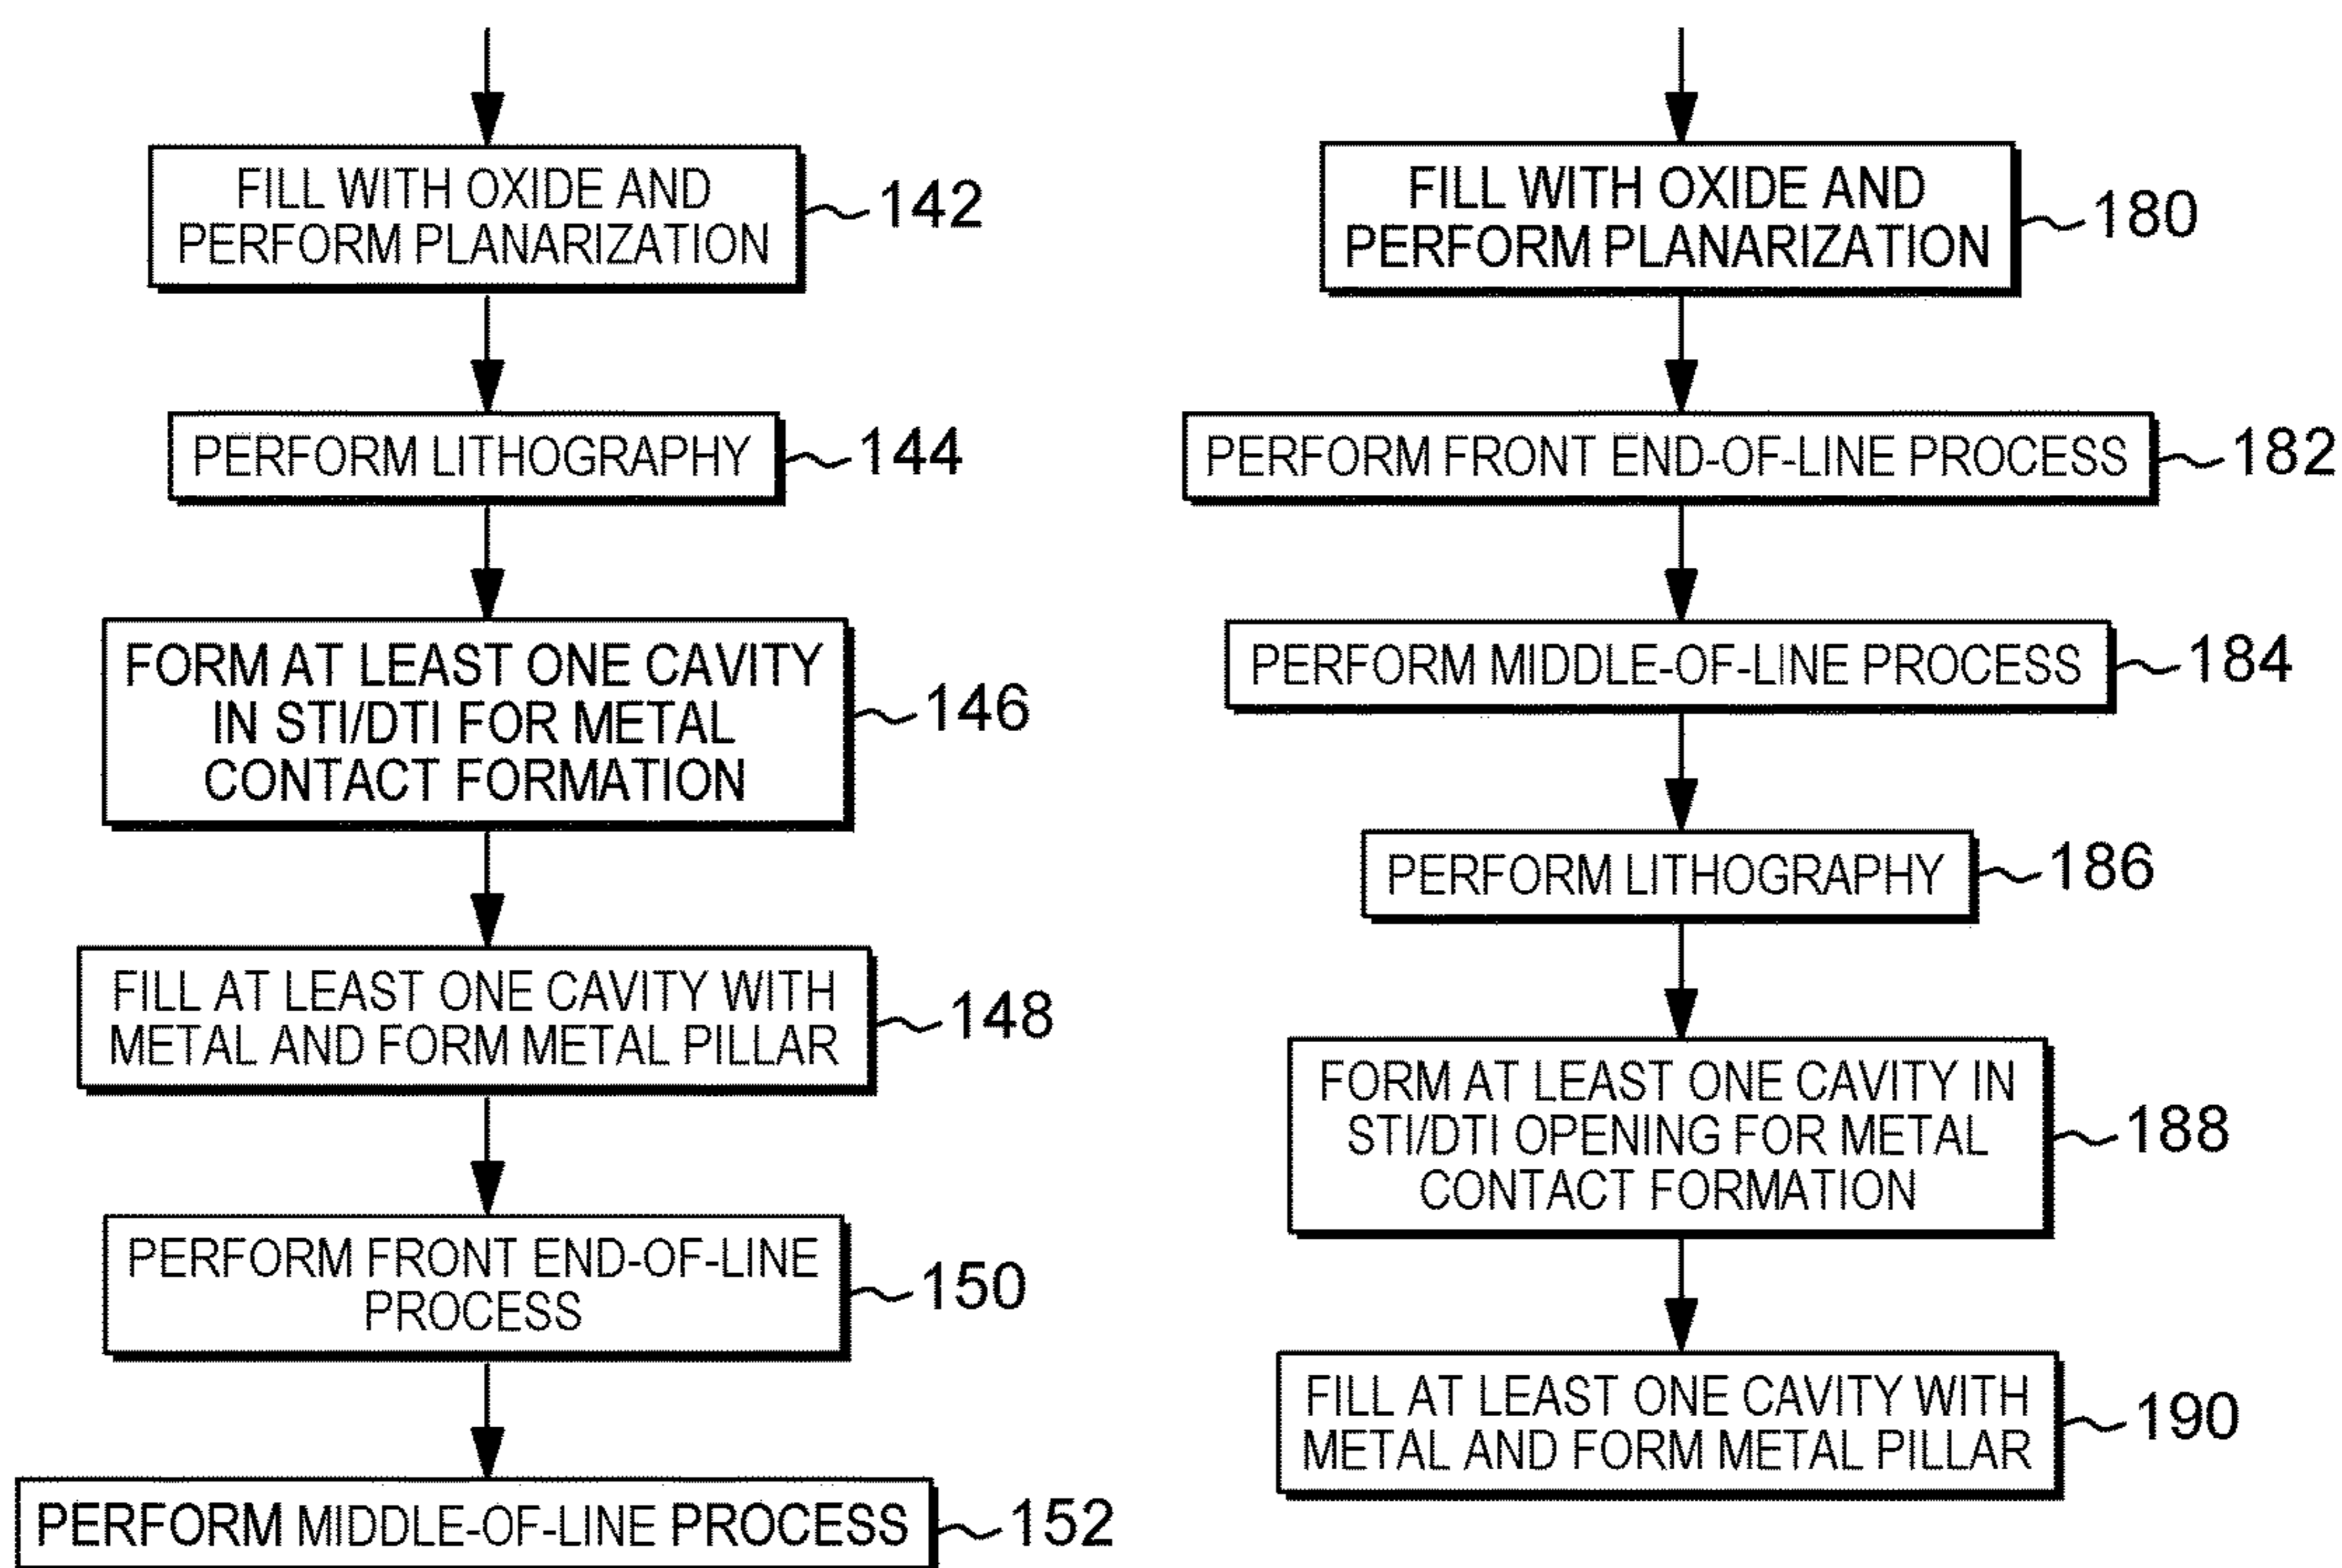 FILL WITH OXIDE AND
PERFORM PLANARIZATION
142
PERFORM LITHOGRAPHY
144
FORM AT LEAST ONE CAVITY
IN STI/DTI FOR METAL
CONTACT FORMATION
146
FILL AT LEAST ONE CAVITY WITH
METAL AND FORM METAL PILLAR
148
PERFORM FRONT END-OF-LINE
PROCESS
150
PERFORM MIDDLE-OF-LINE PROCESS
152
FILL WITH OXIDE AND
PERFORM PLANARIZATION
180
PERFORM FRONT END-OF-LINE PROCESS
182
PERFORM MIDDLE-OF-LINE PROCESS
184
PERFORM LITHOGRAPHY
186
FORM AT LEAST ONE CAVITY IN
STI/DTI OPENING FOR METAL
CONTACT FORMATION
188
FILL AT LEAST ONE CAVITY WITH
METAL AND FORM METAL PILLAR
190